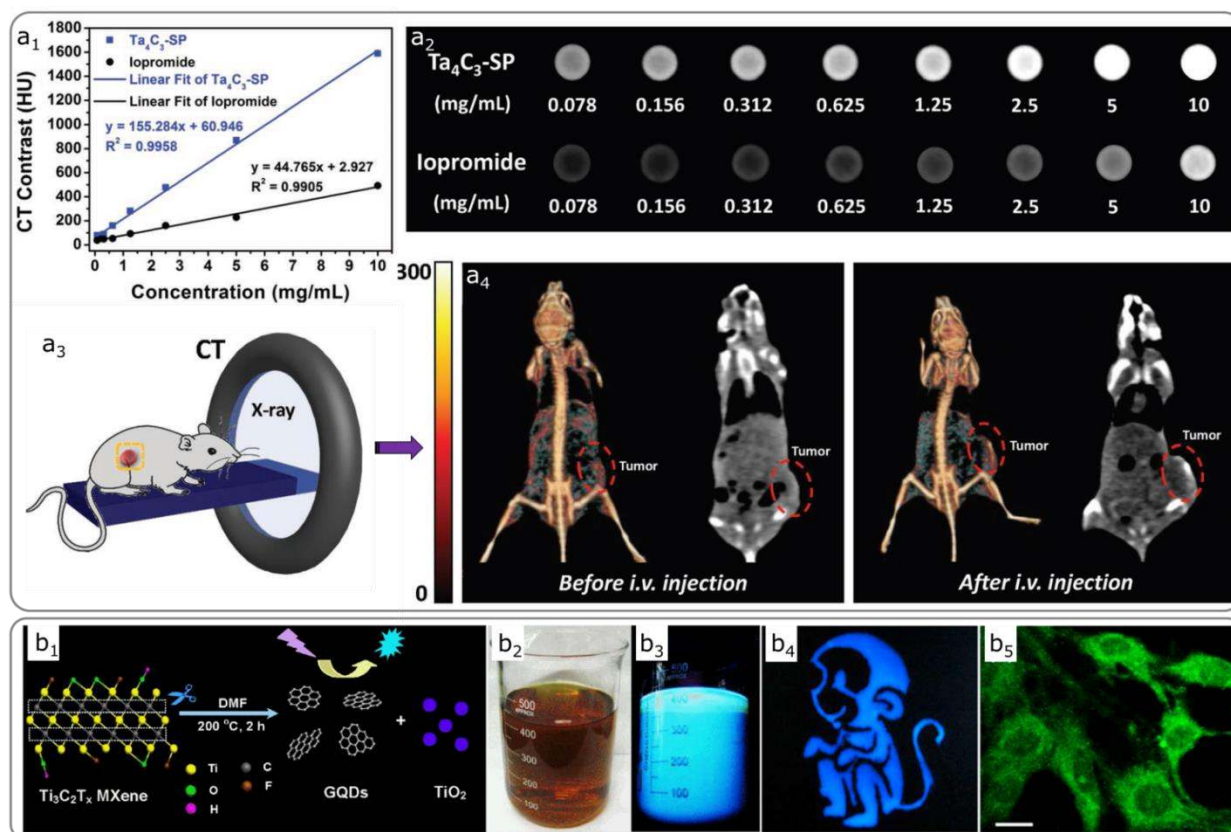 a1
1800
1600
1400
1200
1000
800
600
400
200
0
CT Contrast (HU)
Ta4C3-SP
Iopromide
Linear Fit of Ta4C3-SP
Linear Fit of Iopromide
y = 155.284x + 60.946
R² = 0.9958
y = 44.765x + 2.927
R² = 0.9905
0 1 2 3 4 5 6 7 8 9 10
Concentration (mg/mL)
a2
Ta4C3-SP
(mg/mL) 0.078 0.156 0.312 0.625 1.25 2.5 5 10
Iopromide
(mg/mL) 0.078 0.156 0.312 0.625 1.25 2.5 5 10
a3
CT
X-ray
300
0
a4
Tumor
Tumor
Before i.v. injection
Tumor
Tumor
After i.v. injection
b1
DMF
200 °C, 2 h
Ti3C2Tx MXene
Ti
O
H
C
F
GQDs
+
TiO2
b2
500
400
300
200
100
b3
400
300
200
100
b4
b5